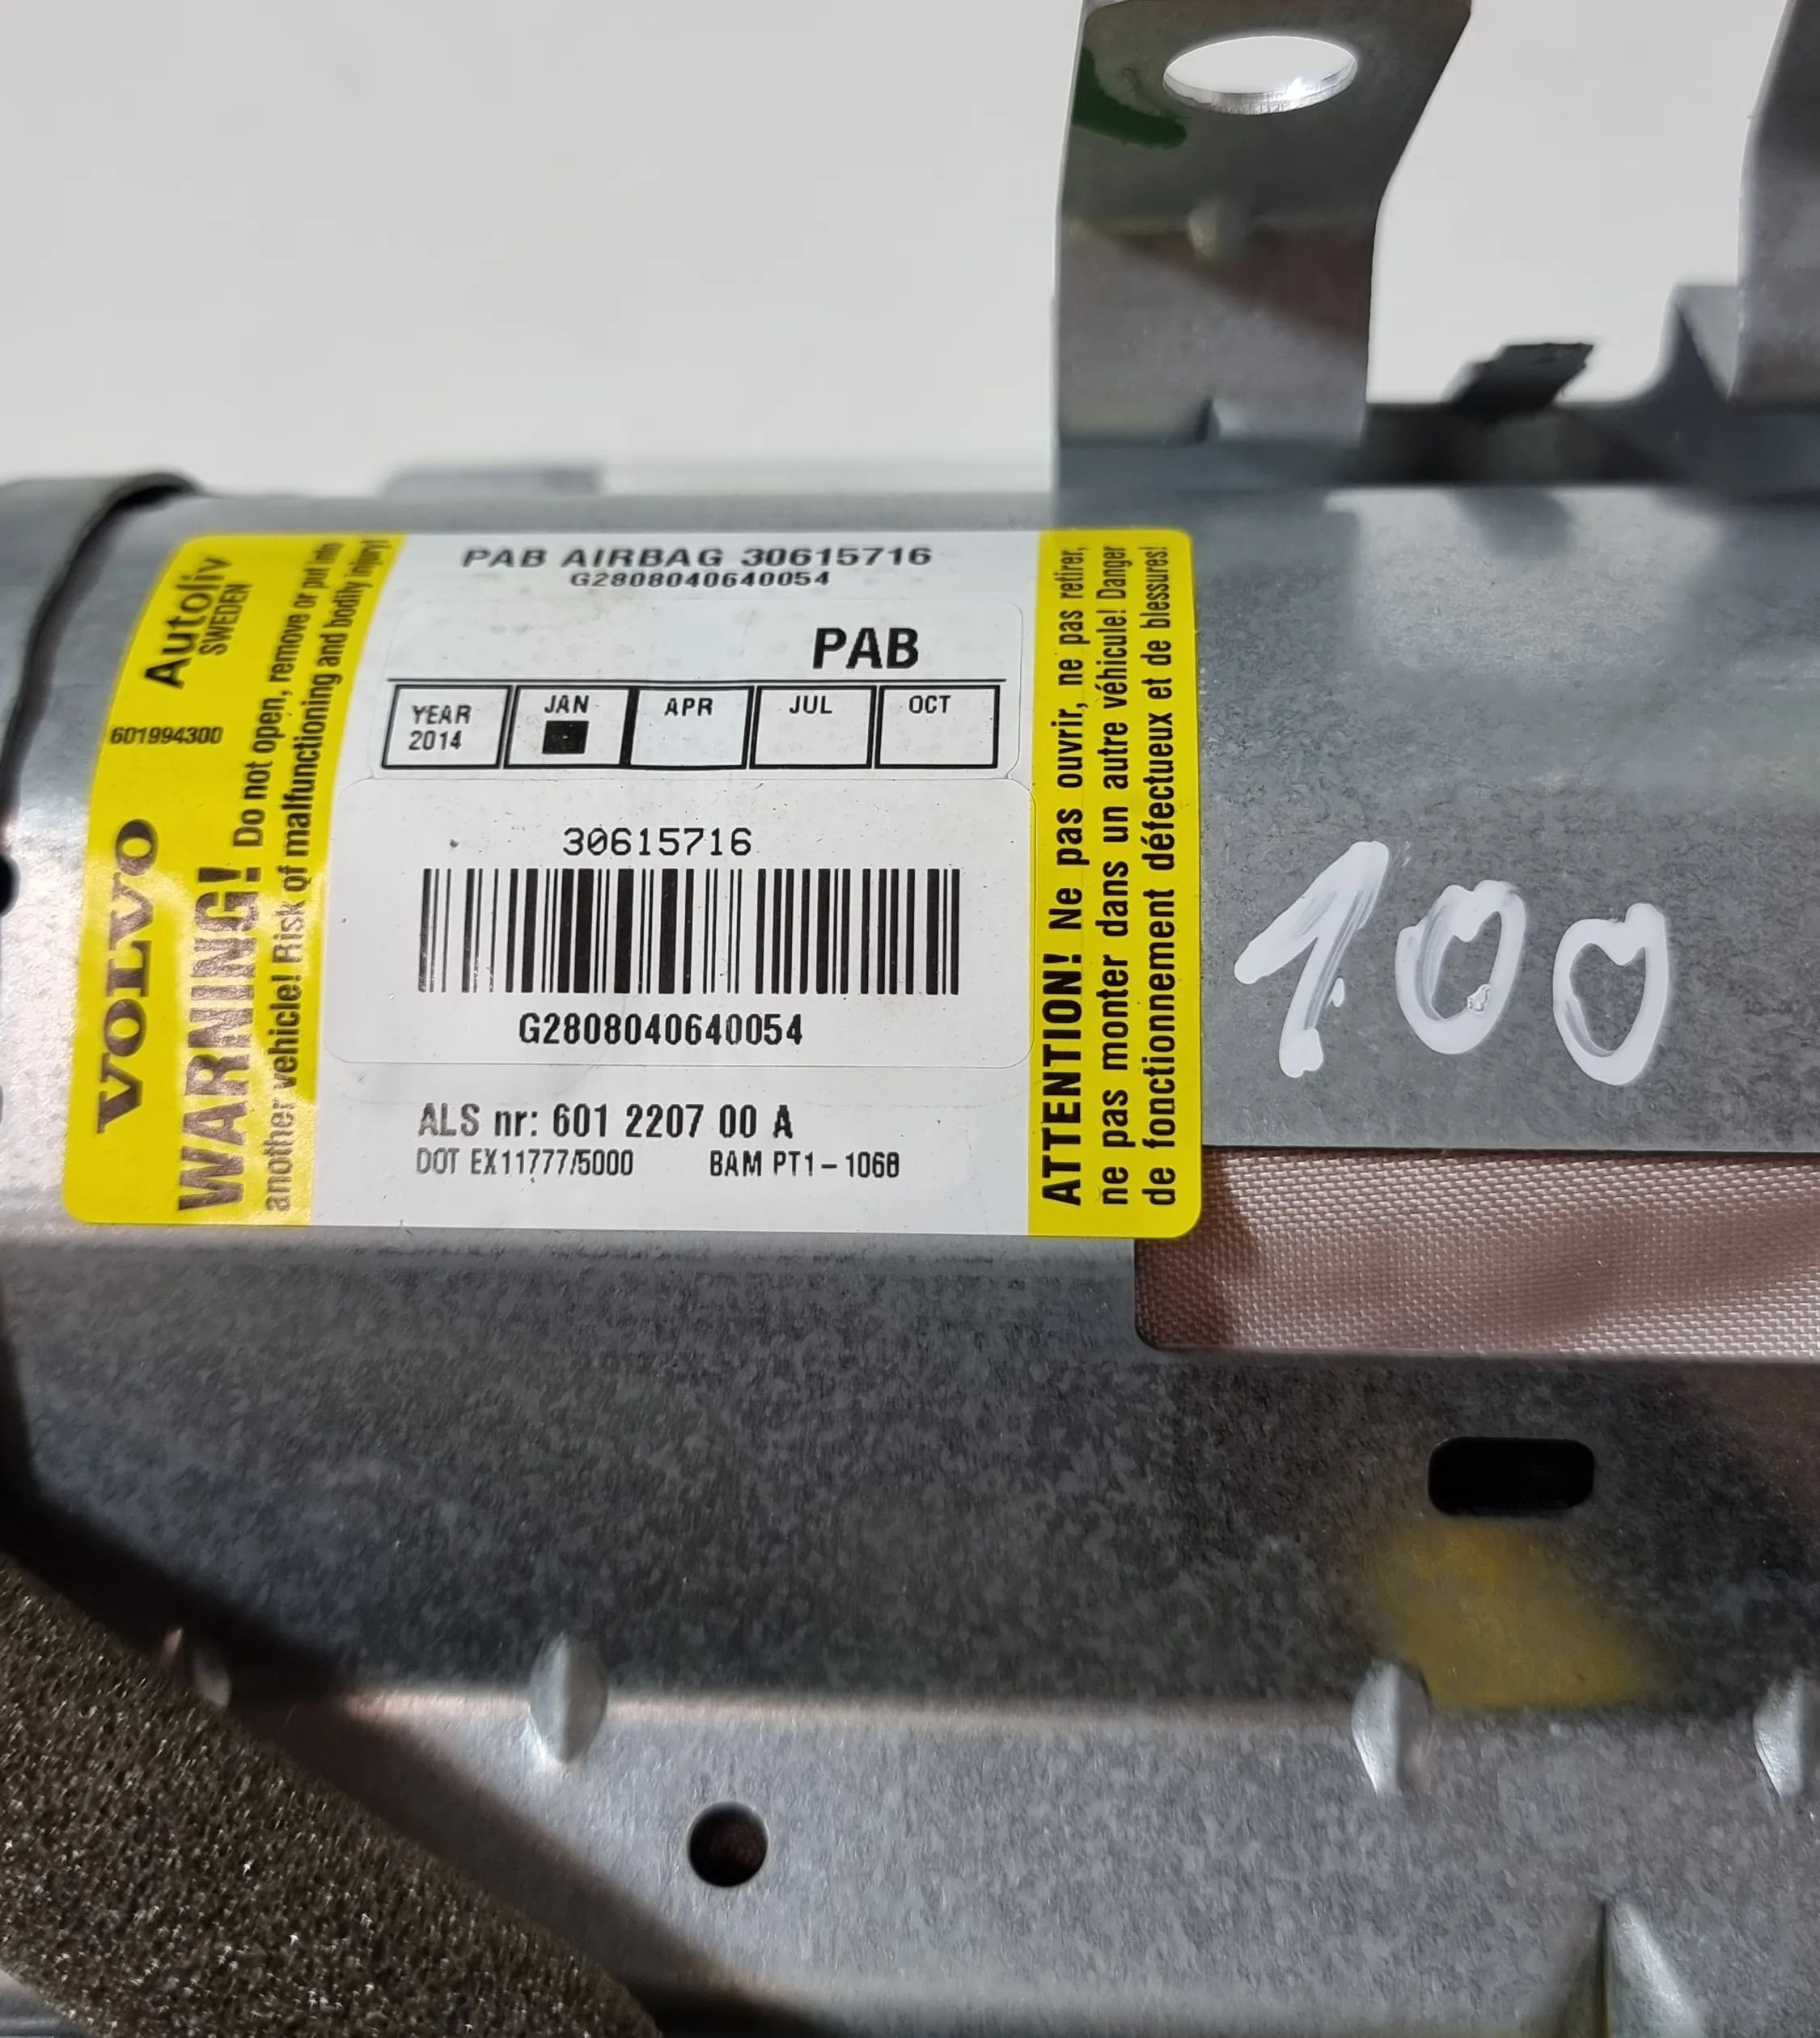 VOLVO
601994300
Autoliv
SWEDEN
WARNING! Do not open, remove or put into
another vehicle! Risk of malfunctioning and bodily injury!
PAB AIRBAG 30615716
G2808040640054
PAB
YEAR
2014
JAN
APR
JUL
OCT
30615716
G2808040640054
ALS nr: 601 2207 00 A
DOT EX11777/5000 BAM PT1-1068
ATTENTION! Ne pas ouvrir, ne pas retirer,
ne pas monter dans un autre véhicule! Danger
de fonctionnement défectueux et de blessures!
100